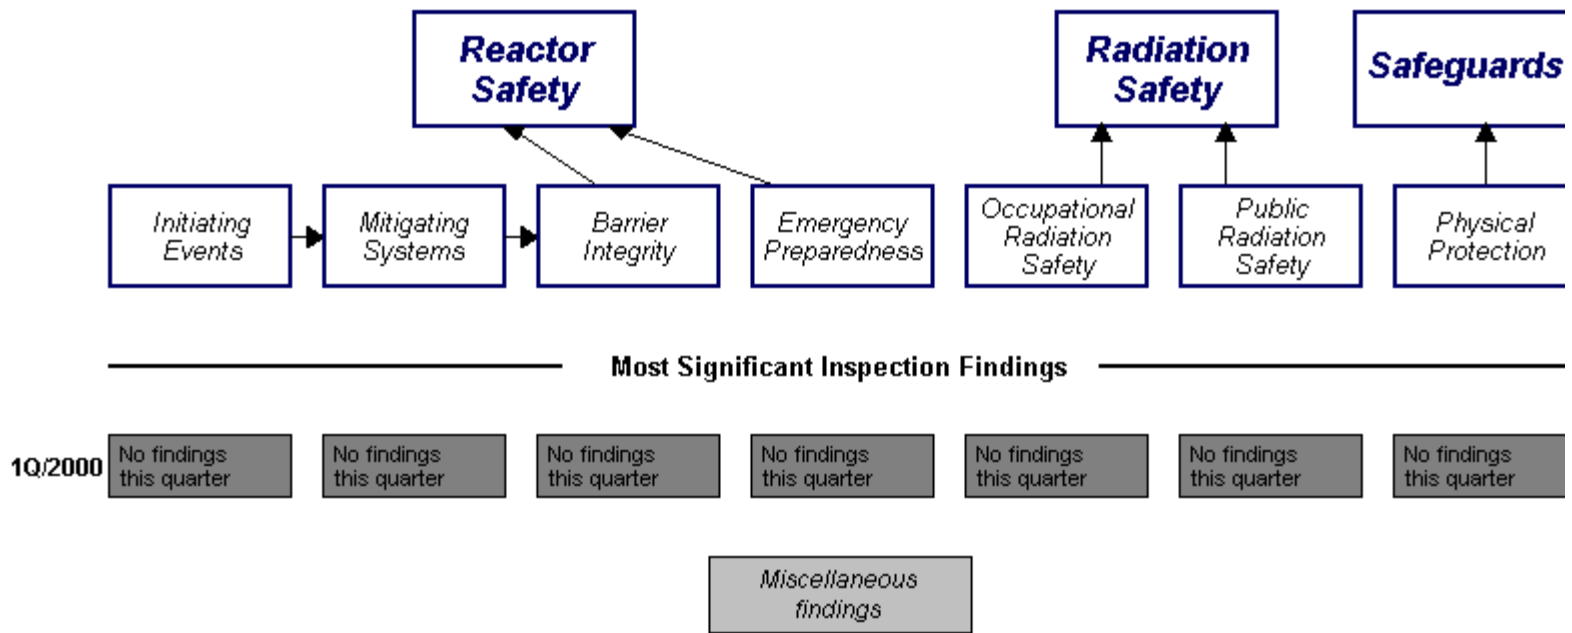 Reactor
Safety
Radiation
Safety
Safeguards
Initiating
Events
Mitigating
Systems
Barrier
Integrity
Emergency
Preparedness
Occupational
Radiation
Safety
Public
Radiation
Safety
Physical
Protection
Most Significant Inspection Findings
1Q/2000
No findings
this quarter
No findings
this quarter
No findings
this quarter
No findings
this quarter
No findings
this quarter
No findings
this quarter
No findings
this quarter
Miscellaneous
findings